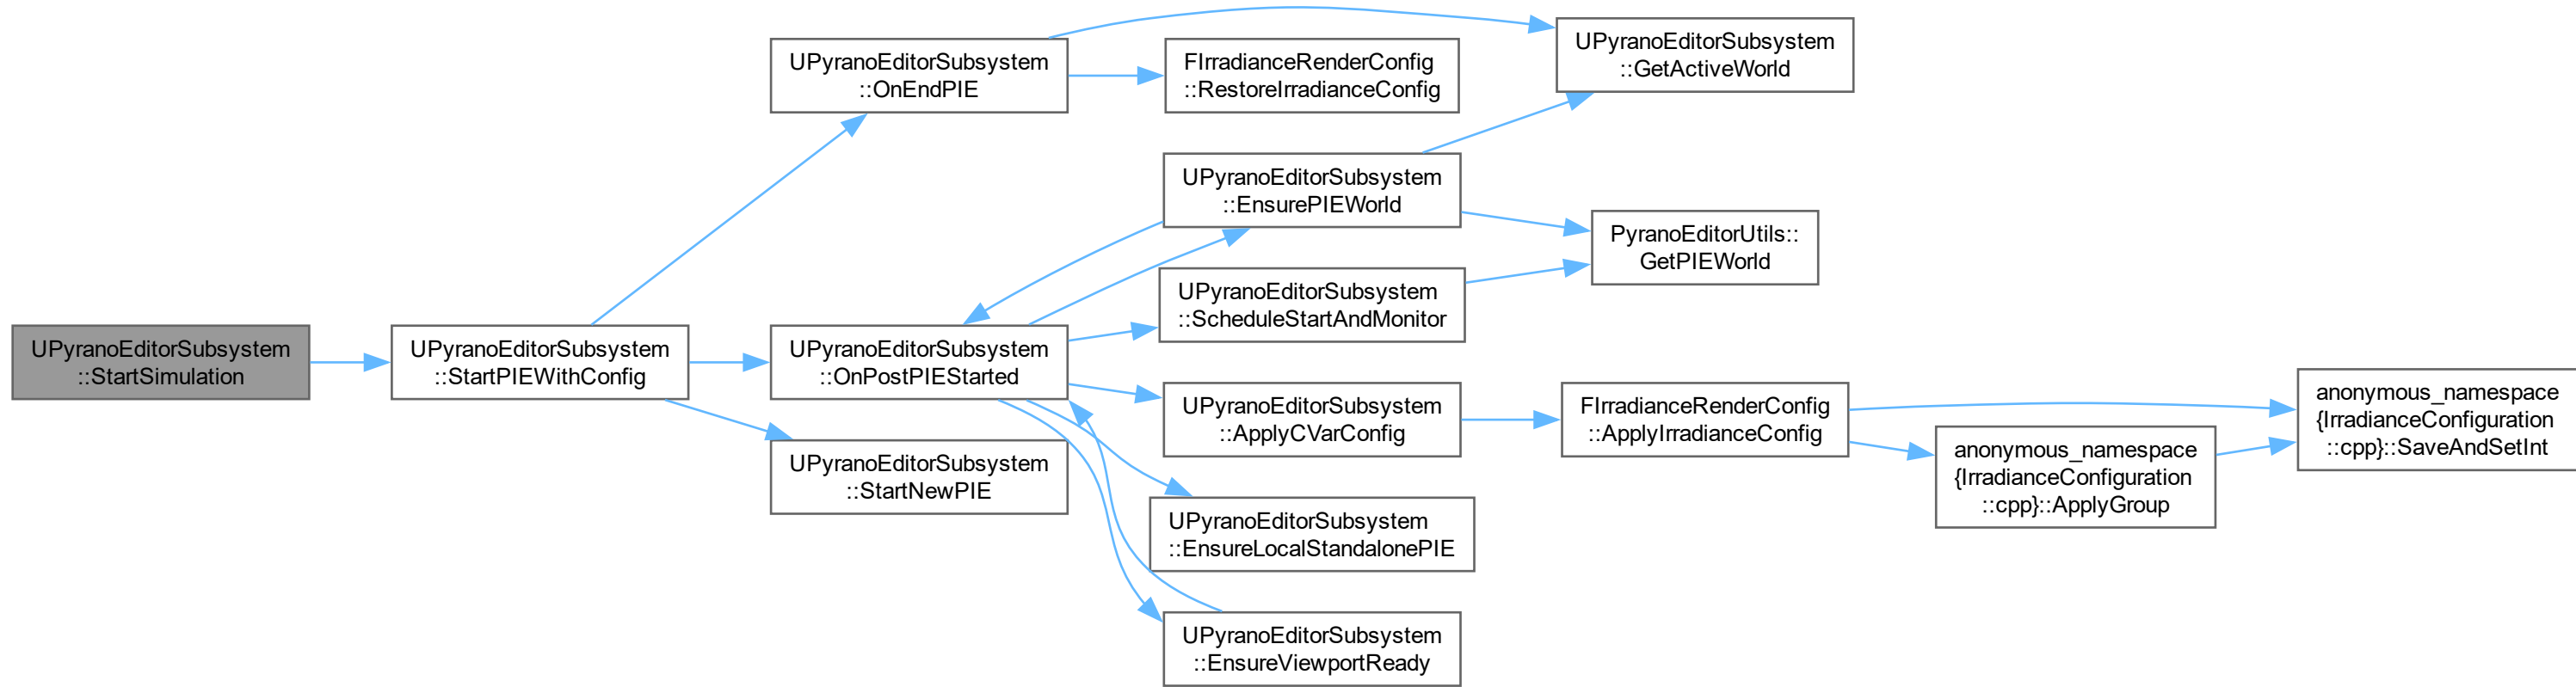 UPyranoEditorSubsystem
::StartSimulation
UPyranoEditorSubsystem
::StartPIEWithConfig
UPyranoEditorSubsystem
::OnEndPIE
UPyranoEditorSubsystem
::OnPostPIEStarted
UPyranoEditorSubsystem
::StartNewPIE
FIrradianceRenderConfig
::RestoreIrradianceConfig
UPyranoEditorSubsystem
::EnsurePIEWorld
UPyranoEditorSubsystem
::ScheduleStartAndMonitor
UPyranoEditorSubsystem
::ApplyCVarConfig
UPyranoEditorSubsystem
::EnsureLocalStandalonePIE
UPyranoEditorSubsystem
::EnsureViewportReady
UPyranoEditorSubsystem
::GetActiveWorld
PyranoEditorUtils::
GetPIEWorld
FIrradianceRenderConfig
::ApplyIrradianceConfig
anonymous_namespace
{IrradianceConfiguration
::cpp}::ApplyGroup
anonymous_namespace
{IrradianceConfiguration
::cpp}::SaveAndSetInt